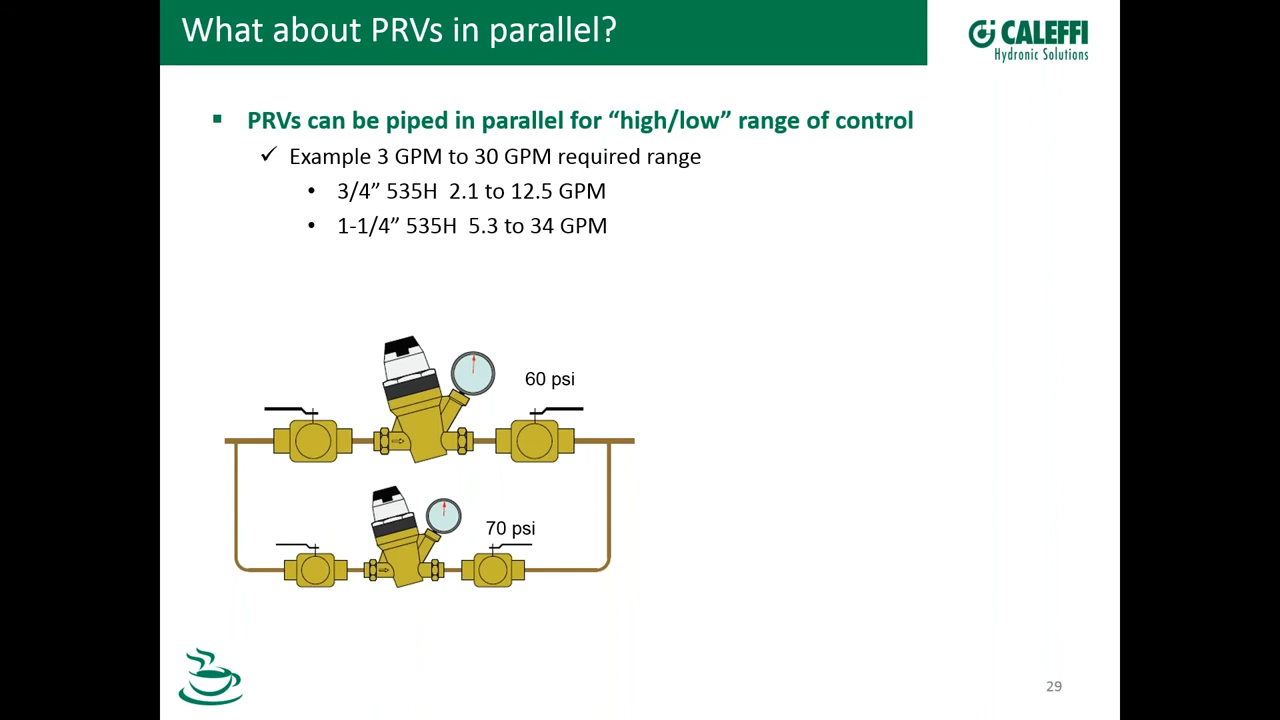 What about PRVs in parallel?
CALEFFI
Hydronic Solutions
▪ PRVs can be piped in parallel for “high/low” range of control
✓ Example 3 GPM to 30 GPM required range
• 3/4” 535H 2.1 to 12.5 GPM
• 1-1/4” 535H 5.3 to 34 GPM
60 psi
70 psi
29